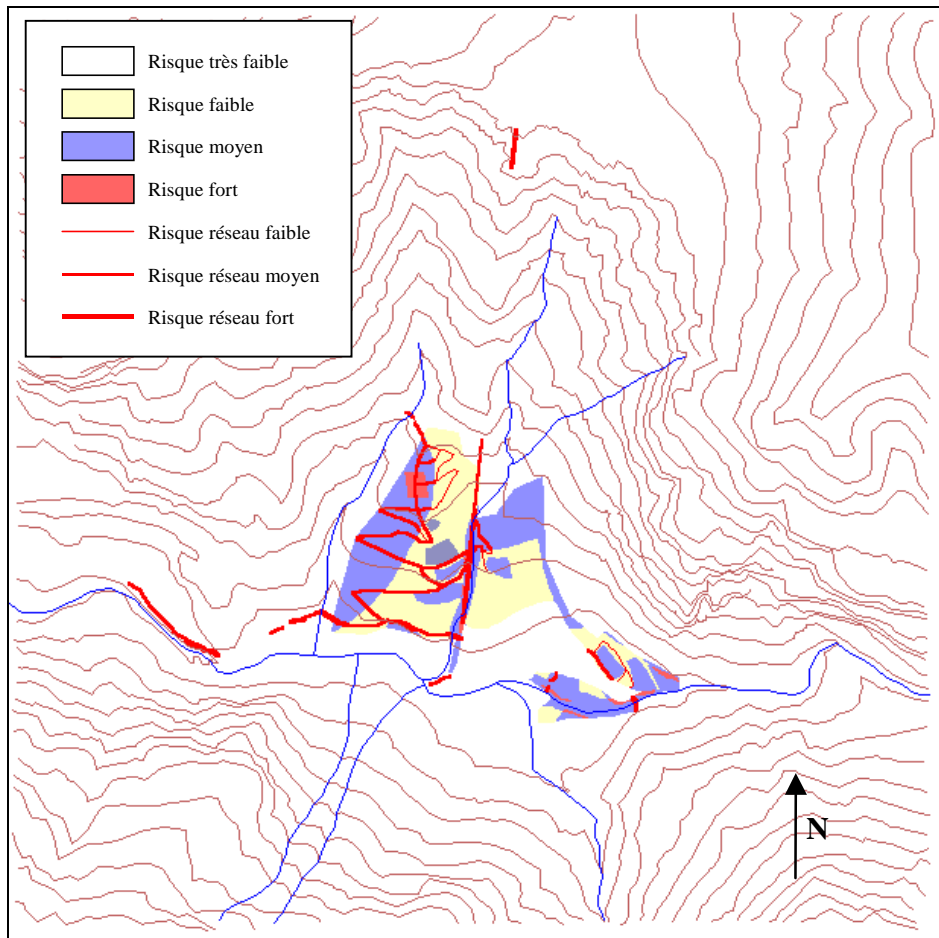 Risque très faible
Risque faible
Risque moyen
Risque fort
Risque réseau faible
Risque réseau moyen
Risque réseau fort
N